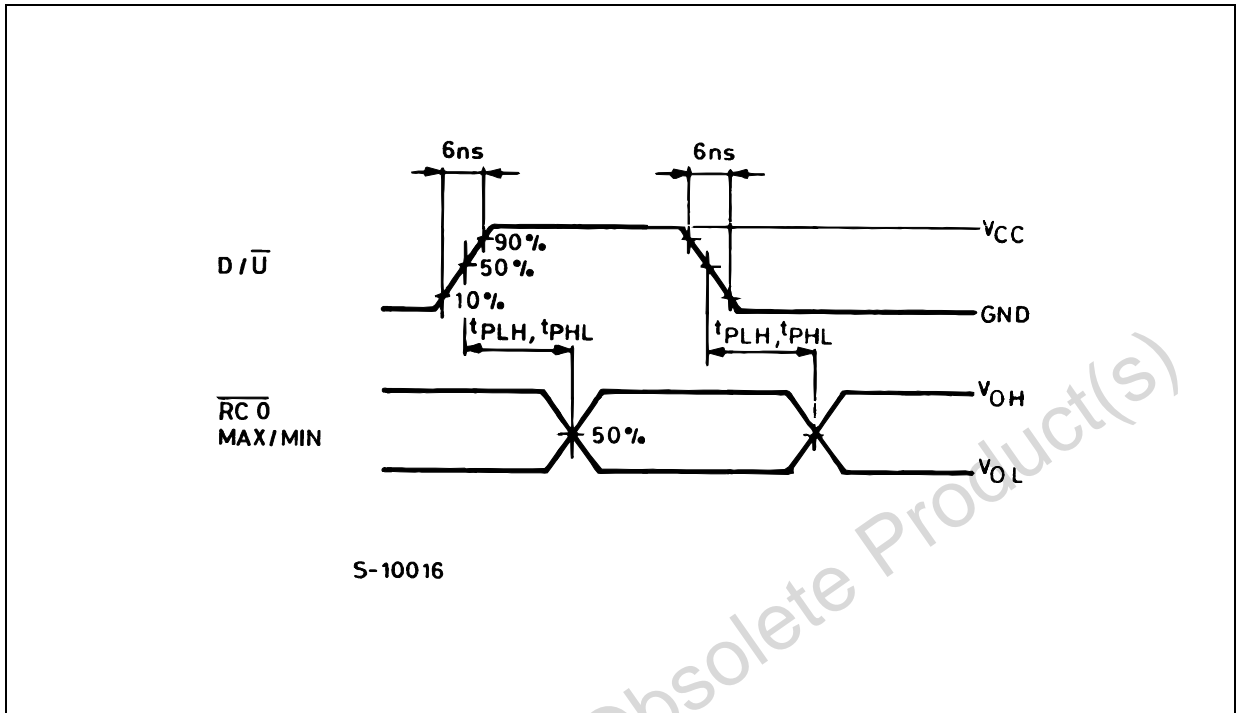 6ns
6ns
VCC
90%
D/U̅
50%
10%
GND
tPLH, tPHL
tPLH, tPHL
VOH
R̅C̅ ̅O̅
MAX/MIN
50%
VOL
S-10016
Obsolete Product(s)